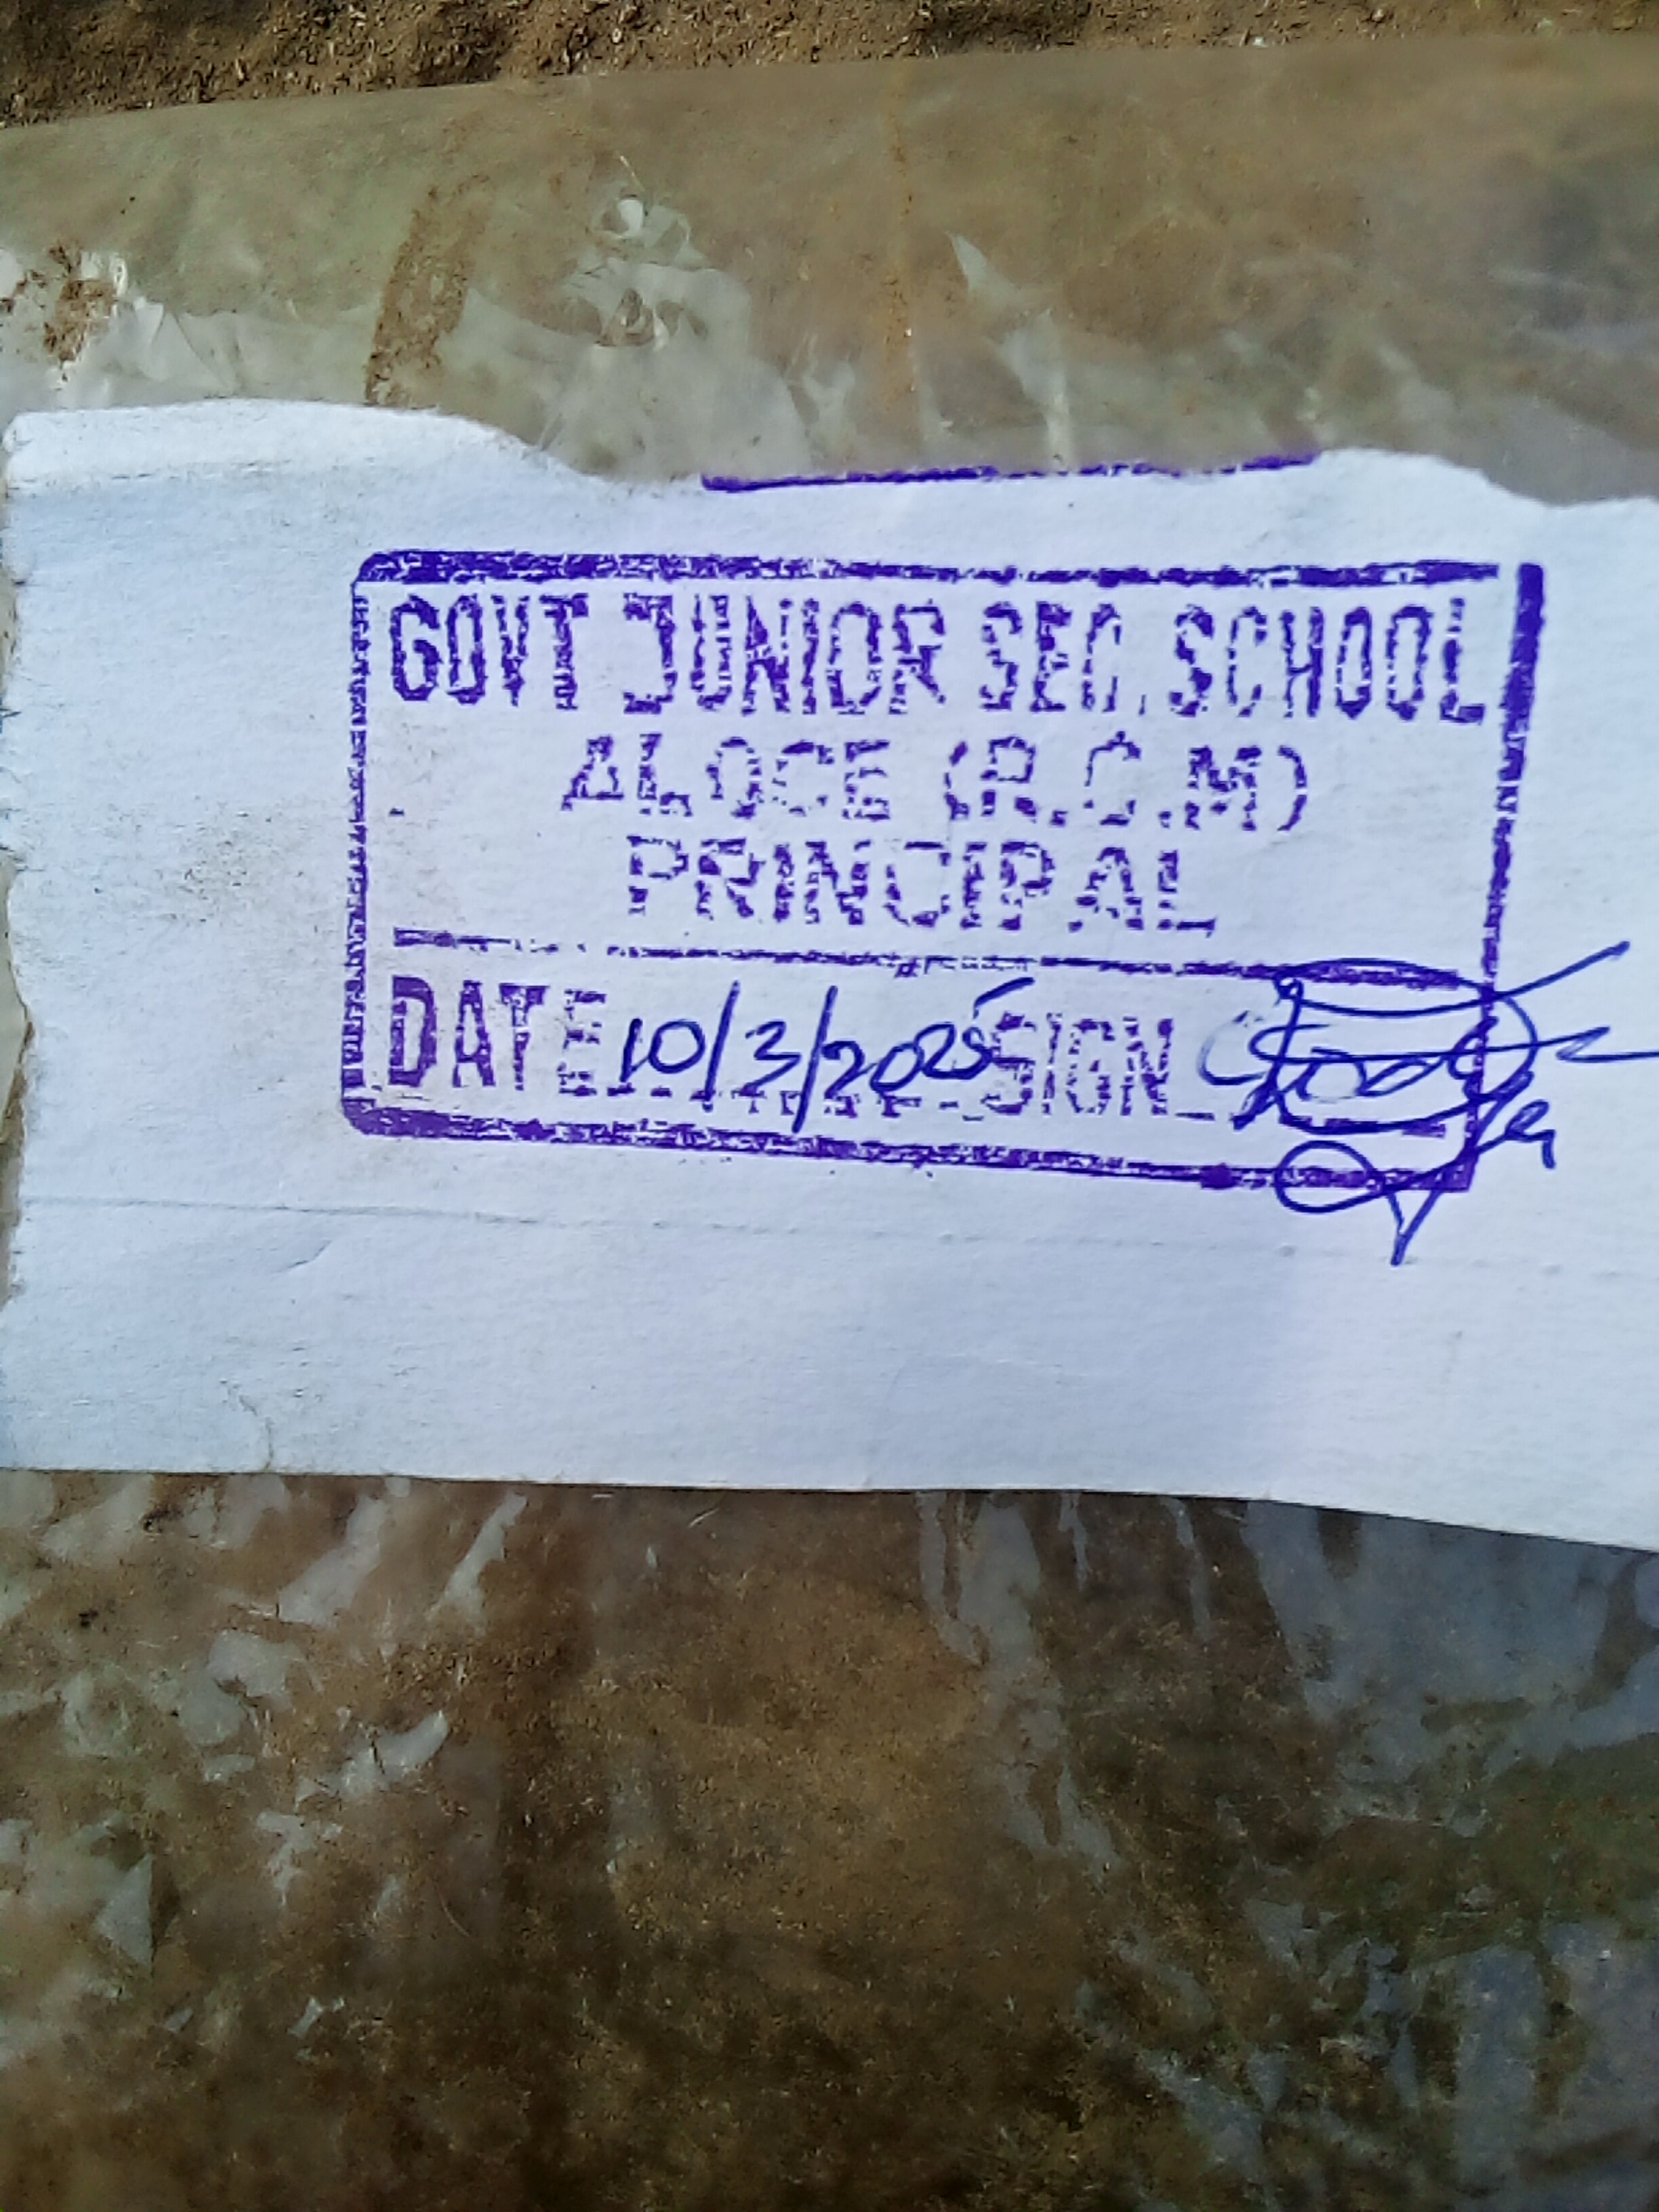 GOVT JUNIOR SEC. SCHOOL
ALOCE (R.C.M)
PRINCIPAL
DATE 10/3/2025 SIGN